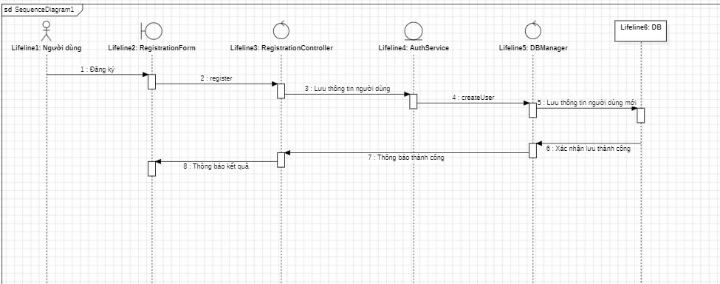 sd SequenceDiagram1
Lifeline1: Người dùng
Lifeline2: RegistrationForm
Lifeline3: RegistrationController
Lifeline4: AuthService
Lifeline5: DBManager
Lifeline6: DB
1 : Đăng ký
2 : register
3 : Lưu thông tin người dùng
4 : createUser
5 : Lưu thông tin người dùng mới
6 : Xác nhận lưu thành công
7 : Thông báo thành công
8 : Thông báo kết quả